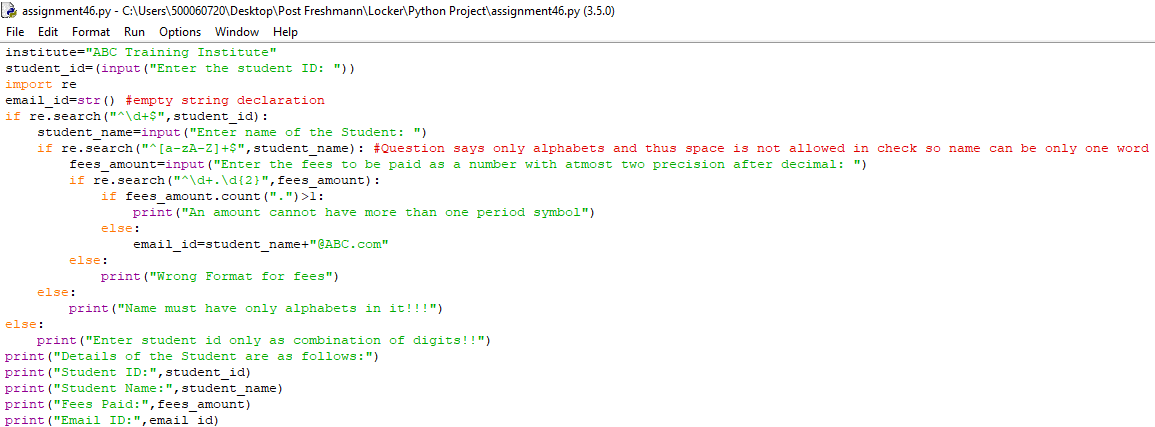 assignment46.py - C:\Users\500060720\Desktop\Post Freshmann\Locker\Python Project\assignment46.py (3.5.0)
File Edit Format Run Options Window Help
institute="ABC Training Institute"
student_id=(input("Enter the student ID: "))
import re
email_id=str() #empty string declaration
if re.search("^\d+$",student_id):
    student_name=input("Enter name of the Student: ")
    if re.search("^[a-zA-Z]+$",student_name): #Question says only alphabets and thus space is not allowed in check so name can be only one word
        fees_amount=input("Enter the fees to be paid as a number with atmost two precision after decimal: ")
        if re.search("^\d+.\d{2}",fees_amount):
            if fees_amount.count(".")>1:
                print("An amount cannot have more than one period symbol")
            else:
                email_id=student_name+"@ABC.com"
        else:
            print("Wrong Format for fees")
    else:
        print("Name must have only alphabets in it!!!")
else:
    print("Enter student id only as combination of digits!!")
print("Details of the Student are as follows:")
print("Student ID:",student_id)
print("Student Name:",student_name)
print("Fees Paid:",fees_amount)
print("Email ID:",email_id)